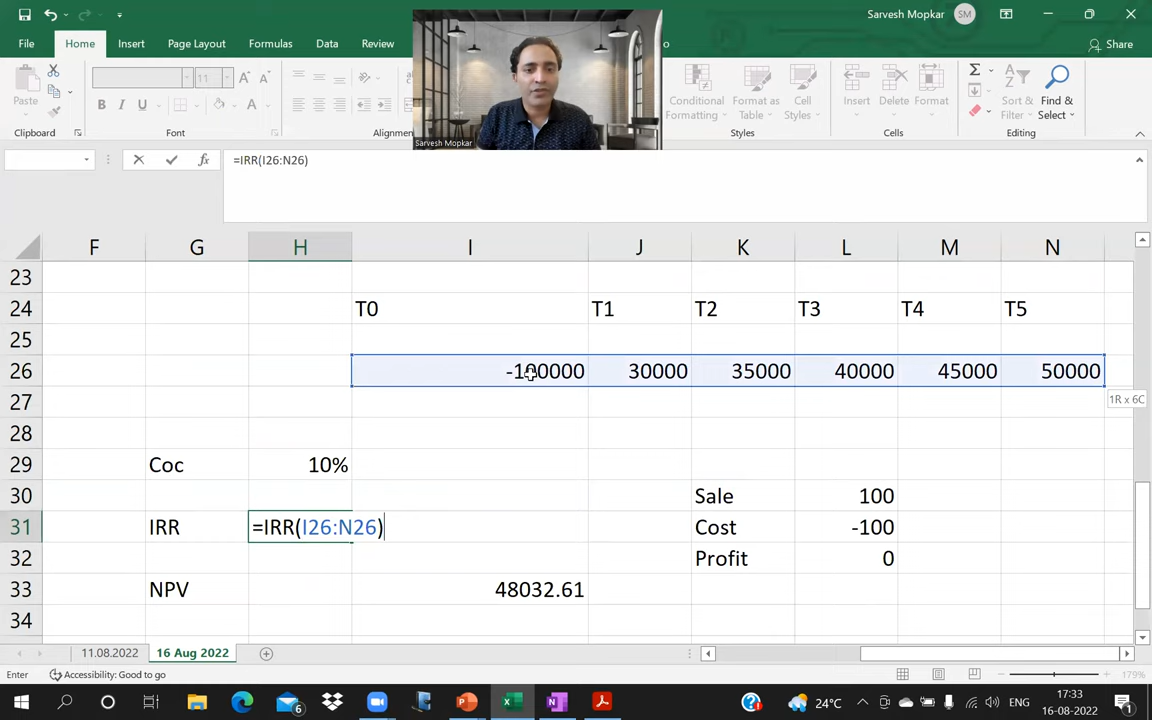 Sarvesh Mopkar SM
File Home Insert Page Layout Formulas Data Review
Share
11
Paste
Conditional Formatting
Format as Table
Cell Styles
Insert Delete Format
Sort & Filter
Find & Select
Clipboard Font Styles Cells Editing
Sarvesh Mopkar
=IRR(I26:N26)
F G H I J K L M N
23
24 T0 T1 T2 T3 T4 T5
25
26 -100000 30000 35000 40000 45000 50000
1R x 6C
27
28
29 Coc 10%
30 Sale 100
31 IRR =IRR(I26:N26) Cost -100
32 Profit 0
33 NPV 48032.61
34
11.08.2022 16 Aug 2022
Enter Accessibility: Good to go 179%
6 24°C ENG 17:33
16-08-2022 1